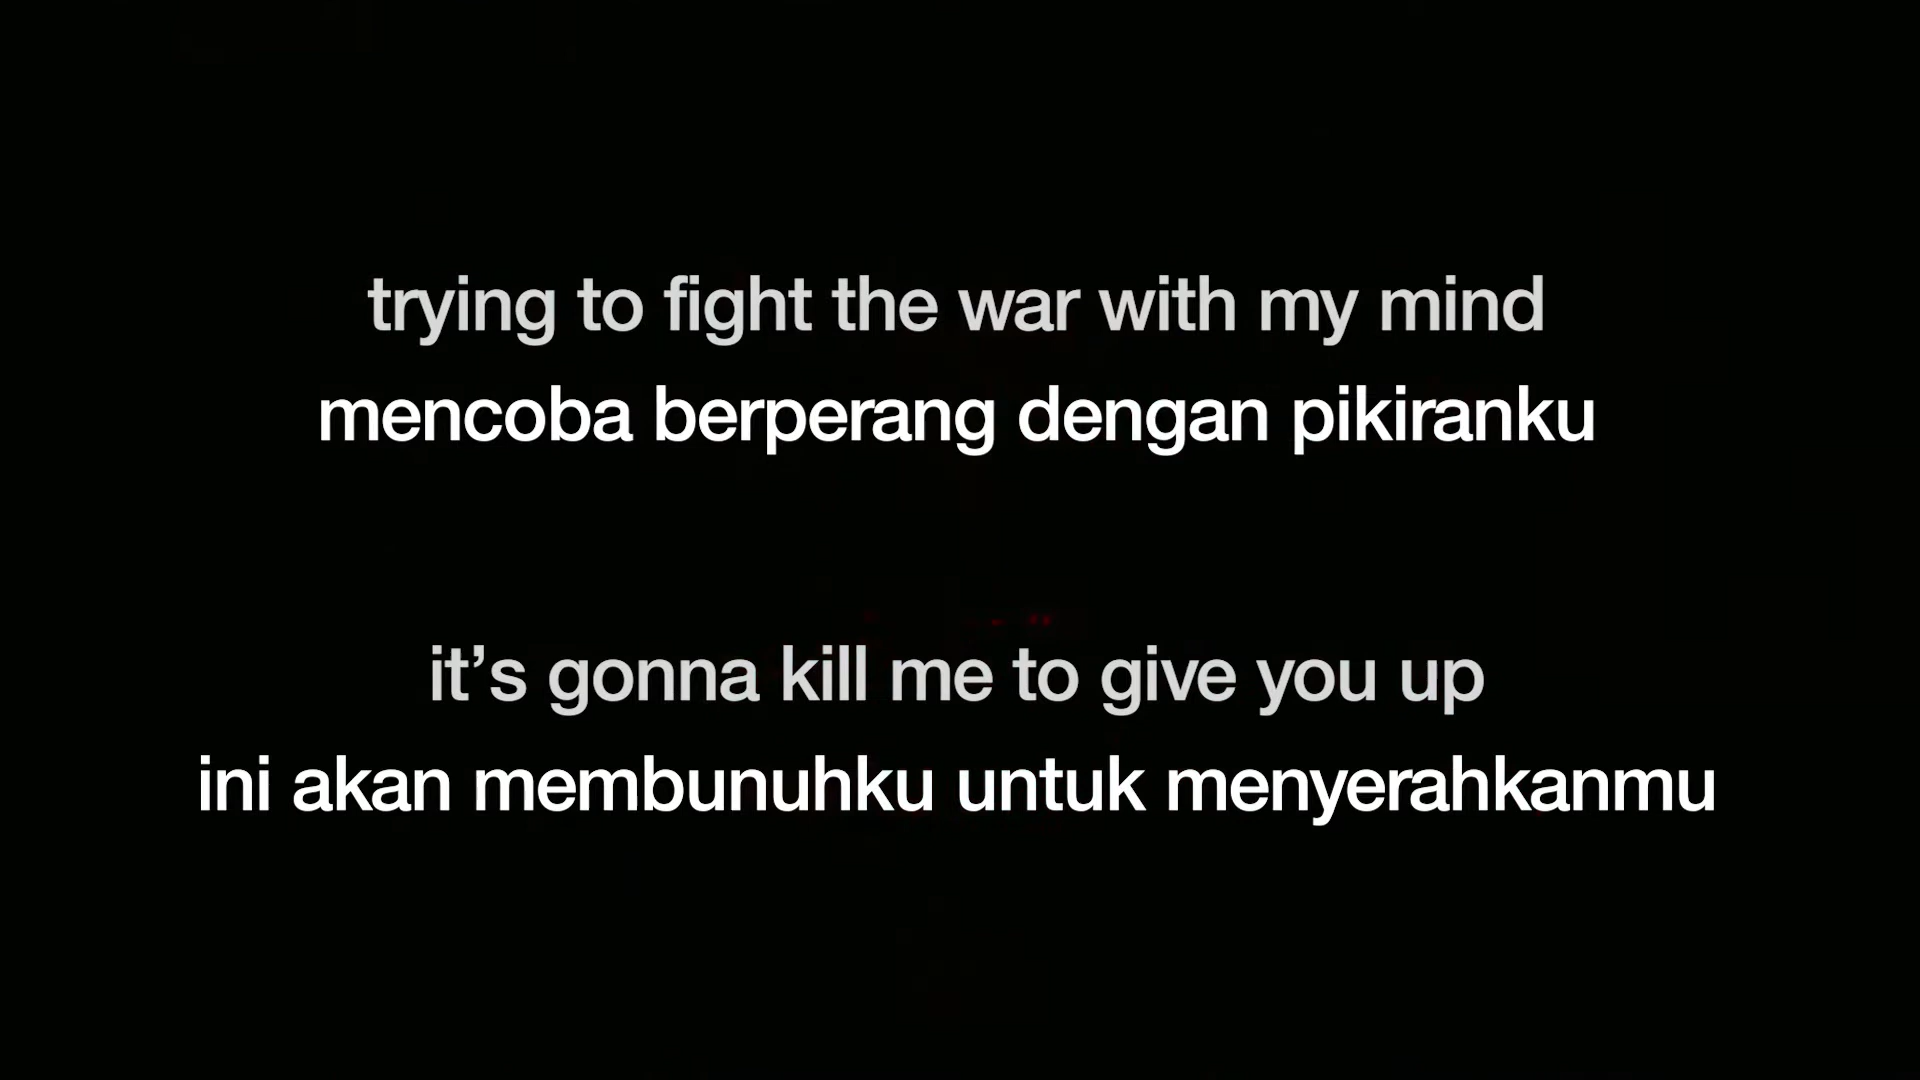 trying to fight the war with my mind
mencoba berperang dengan pikiranku
it’s gonna kill me to give you up
ini akan membunuhku untuk menyerahkanmu